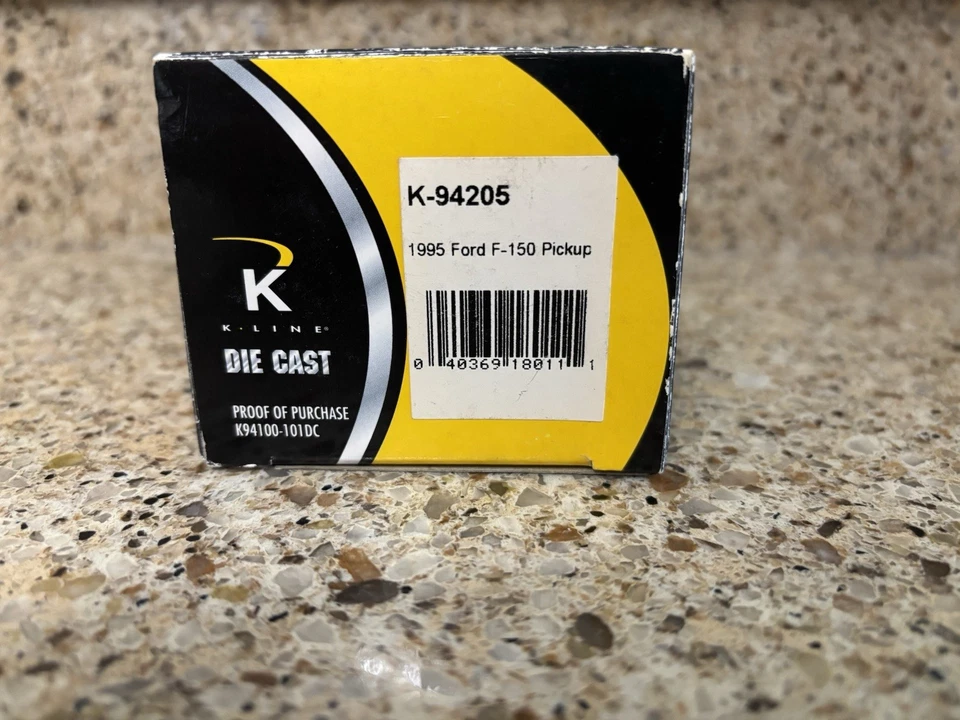 K
K·LINE®
DIE CAST
PROOF OF PURCHASE
K94100-101DC
K-94205
1995 Ford F-150 Pickup
0 40369 18011 1